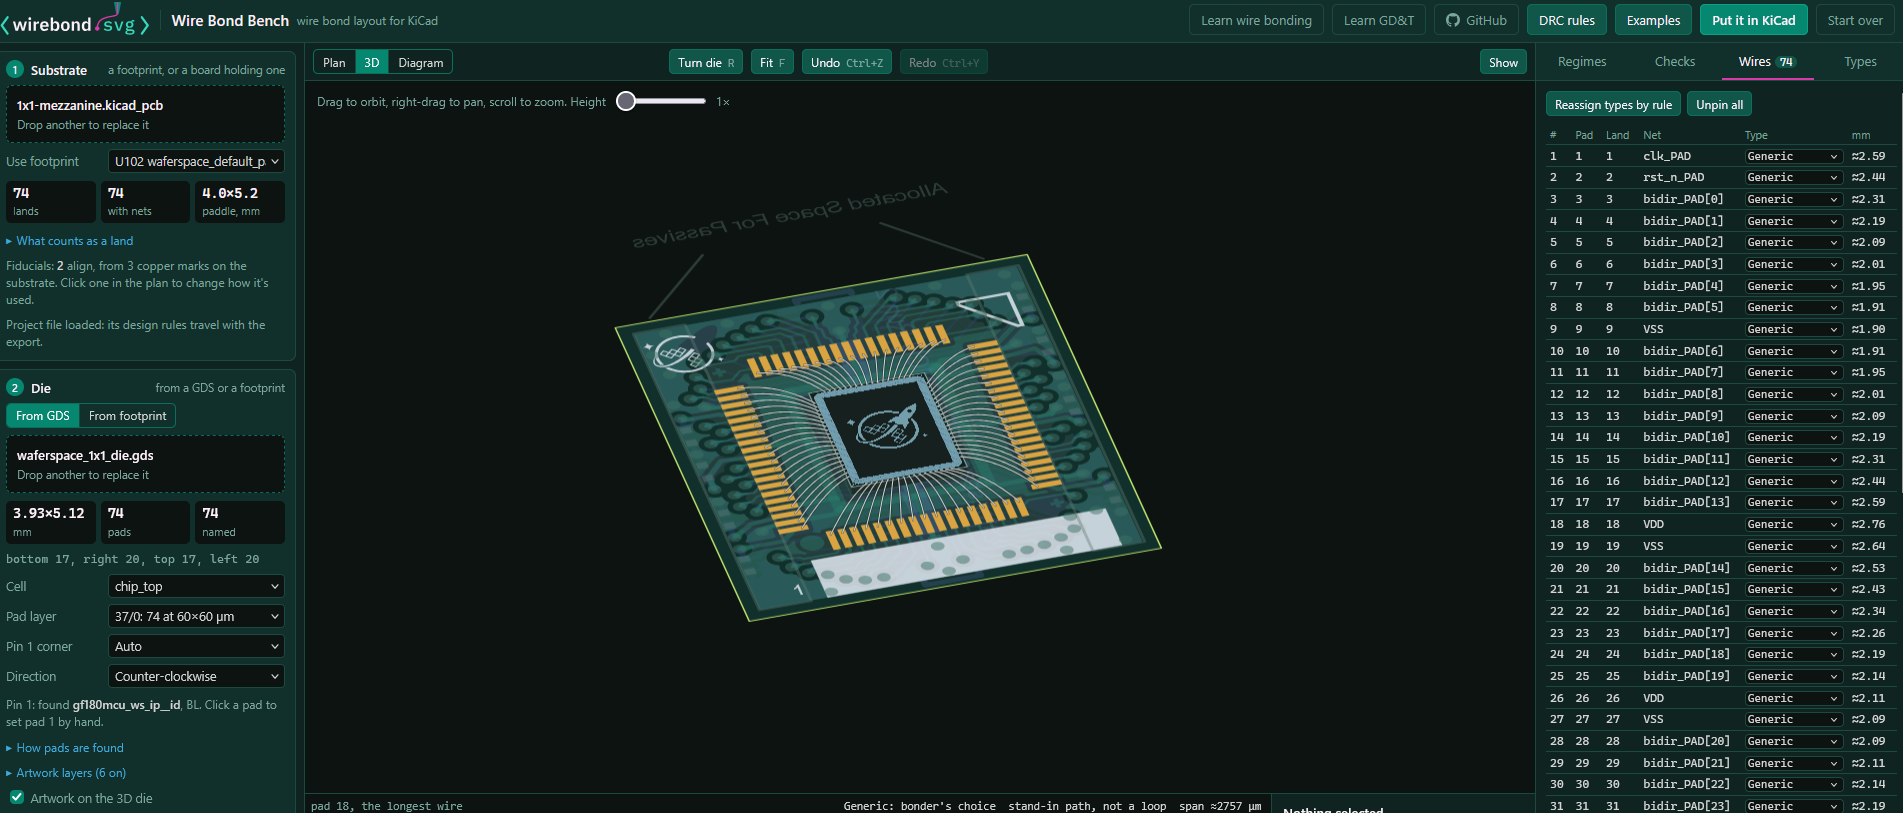 wirebond.svg
Wire Bond Bench wire bond layout for KiCad
Learn wire bonding Learn GD&T GitHub DRC rules Examples Put it in KiCad Start over
1 Substrate a footprint, or a board holding one
1x1-mezzanine.kicad_pcb
Drop another to replace it
Use footprint U102 waferspace_default_p
74 74 4.0×5.2
lands with nets paddle, mm
▸ What counts as a land
Fiducials: 2 align, from 3 copper marks on the
substrate. Click one in the plan to change how it's
used.
Project file loaded: its design rules travel with the
export.
2 Die from a GDS or a footprint
From GDS From footprint
waferspace_1x1_die.gds
Drop another to replace it
3.93×5.12 74 74
mm pads named
bottom 17, right 20, top 17, left 20
Cell chip_top
Pad layer 37/0: 74 at 60×60 µm
Pin 1 corner Auto
Direction Counter-clockwise
Pin 1: found gf180mcu_ws_ip__id, BL. Click a pad to
set pad 1 by hand.
▸ How pads are found
▸ Artwork layers (6 on)
Artwork on the 3D die
Plan 3D Diagram
Turn die R Fit F Undo Ctrl+Z Redo Ctrl+Y
Show
Drag to orbit, right-drag to pan, scroll to zoom. Height 1×
Allocated Space For Passives
1
pad 18, the longest wire
Generic: bonder's choice stand-in path, not a loop span ≈2757 µm
Nothing selected
Regimes Checks Wires 74 Types
Reassign types by rule Unpin all
# Pad Land Net Type mm
1 1 1 clk_PAD Generic ≈2.59
2 2 2 rst_n_PAD Generic ≈2.44
3 3 3 bidir_PAD[0] Generic ≈2.31
4 4 4 bidir_PAD[1] Generic ≈2.19
5 5 5 bidir_PAD[2] Generic ≈2.09
6 6 6 bidir_PAD[3] Generic ≈2.01
7 7 7 bidir_PAD[4] Generic ≈1.95
8 8 8 bidir_PAD[5] Generic ≈1.91
9 9 9 VSS Generic ≈1.90
10 10 10 bidir_PAD[6] Generic ≈1.91
11 11 11 bidir_PAD[7] Generic ≈1.95
12 12 12 bidir_PAD[8] Generic ≈2.01
13 13 13 bidir_PAD[9] Generic ≈2.09
14 14 14 bidir_PAD[10] Generic ≈2.19
15 15 15 bidir_PAD[11] Generic ≈2.31
16 16 16 bidir_PAD[12] Generic ≈2.44
17 17 17 bidir_PAD[13] Generic ≈2.59
18 18 18 VDD Generic ≈2.76
19 19 19 VSS Generic ≈2.64
20 20 20 bidir_PAD[14] Generic ≈2.53
21 21 21 bidir_PAD[15] Generic ≈2.43
22 22 22 bidir_PAD[16] Generic ≈2.34
23 23 23 bidir_PAD[17] Generic ≈2.26
24 24 24 bidir_PAD[18] Generic ≈2.19
25 25 25 bidir_PAD[19] Generic ≈2.14
26 26 26 VDD Generic ≈2.11
27 27 27 VSS Generic ≈2.09
28 28 28 bidir_PAD[20] Generic ≈2.09
29 29 29 bidir_PAD[21] Generic ≈2.11
30 30 30 bidir_PAD[22] Generic ≈2.14
31 31 31 bidir_PAD[23] Generic ≈2.19